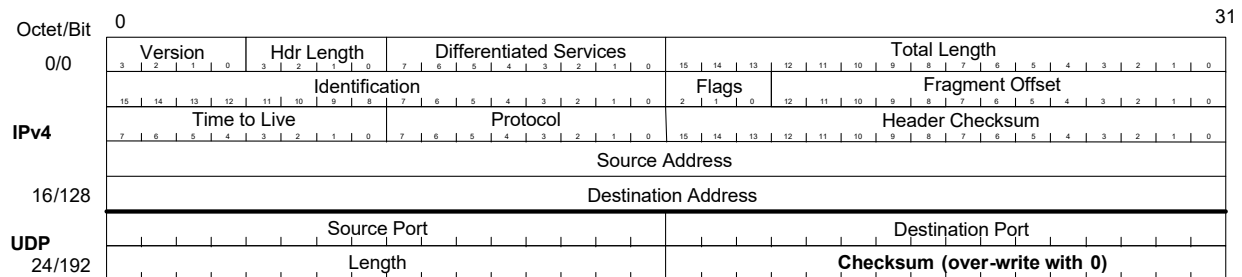 Octet/Bit 0 31
0/0 Version Hdr Length Differentiated Services Total Length
3 2 1 0 3 2 1 0 7 6 5 4 3 2 1 0 15 14 13 12 11 10 9 8 7 6 5 4 3 2 1 0
Identification Flags Fragment Offset
15 14 13 12 11 10 9 8 7 6 5 4 3 2 1 0 2 1 0 12 11 10 9 8 7 6 5 4 3 2 1 0
IPv4 Time to Live Protocol Header Checksum
7 6 5 4 3 2 1 0 7 6 5 4 3 2 1 0 15 14 13 12 11 10 9 8 7 6 5 4 3 2 1 0
Source Address
16/128 Destination Address
UDP Source Port Destination Port
24/192 Length Checksum (over-write with 0)